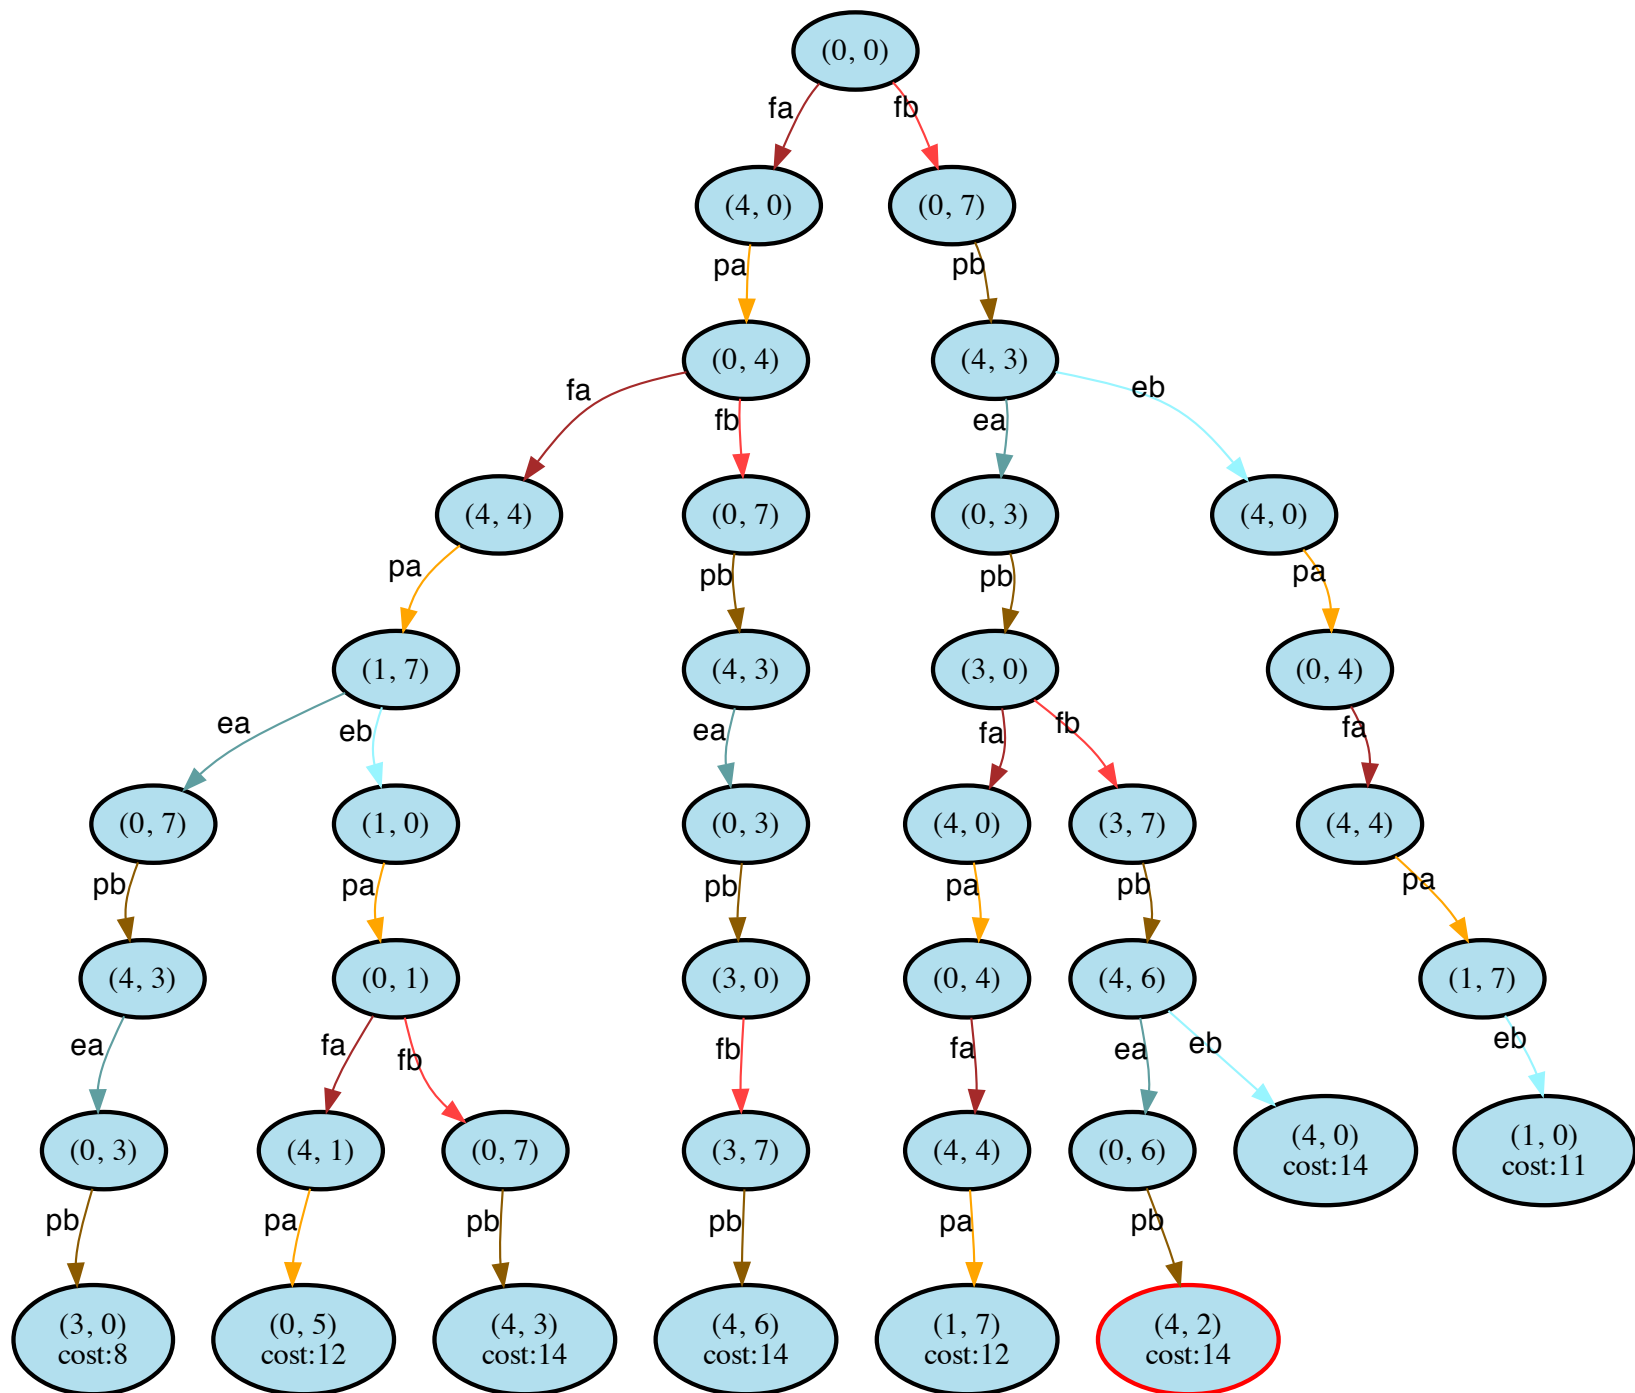 (0, 0)
fa
fb
(4, 0)
(0, 7)
pa
pb
(0, 4)
(4, 3)
fa
fb
ea
eb
(4, 4)
(0, 7)
(0, 3)
(4, 0)
pa
pb
pb
pa
(1, 7)
(4, 3)
(3, 0)
(0, 4)
ea
eb
ea
fa
fb
fa
(0, 7)
(1, 0)
(0, 3)
(4, 0)
(3, 7)
(4, 4)
pb
pa
pb
pa
pb
pa
(4, 3)
(0, 1)
(3, 0)
(0, 4)
(4, 6)
(1, 7)
ea
fa
fb
fb
fa
ea
eb
eb
(0, 3)
(4, 1)
(0, 7)
(3, 7)
(4, 4)
(0, 6)
(4, 0)
cost:14
(1, 0)
cost:11
pb
pa
pb
pb
pa
pb
(3, 0)
cost:8
(0, 5)
cost:12
(4, 3)
cost:14
(4, 6)
cost:14
(1, 7)
cost:12
(4, 2)
cost:14